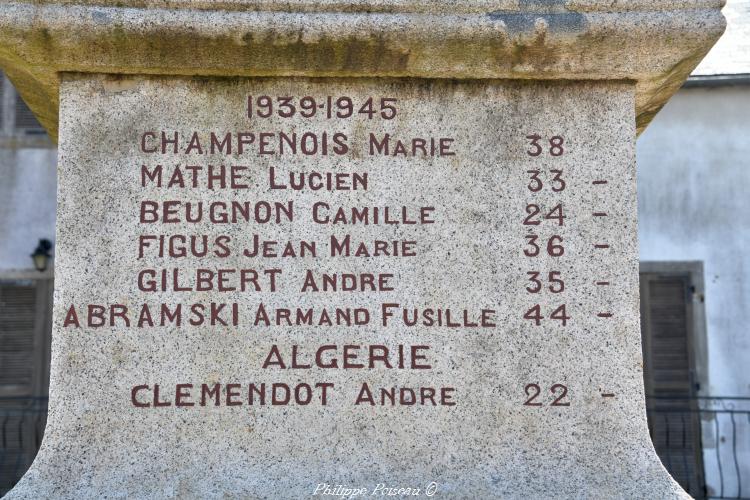 1939-1945
CHAMPENOIS MARIE 38
MATHE LUCIEN 33 -
BEUGNON CAMILLE 24 -
FIGUS JEAN MARIE 36 -
GILBERT ANDRE 35 -
ABRAMSKI ARMAND FUSILLE 44 -
ALGERIE
CLEMENDOT ANDRE 22 -
Philippe Poiseau ©